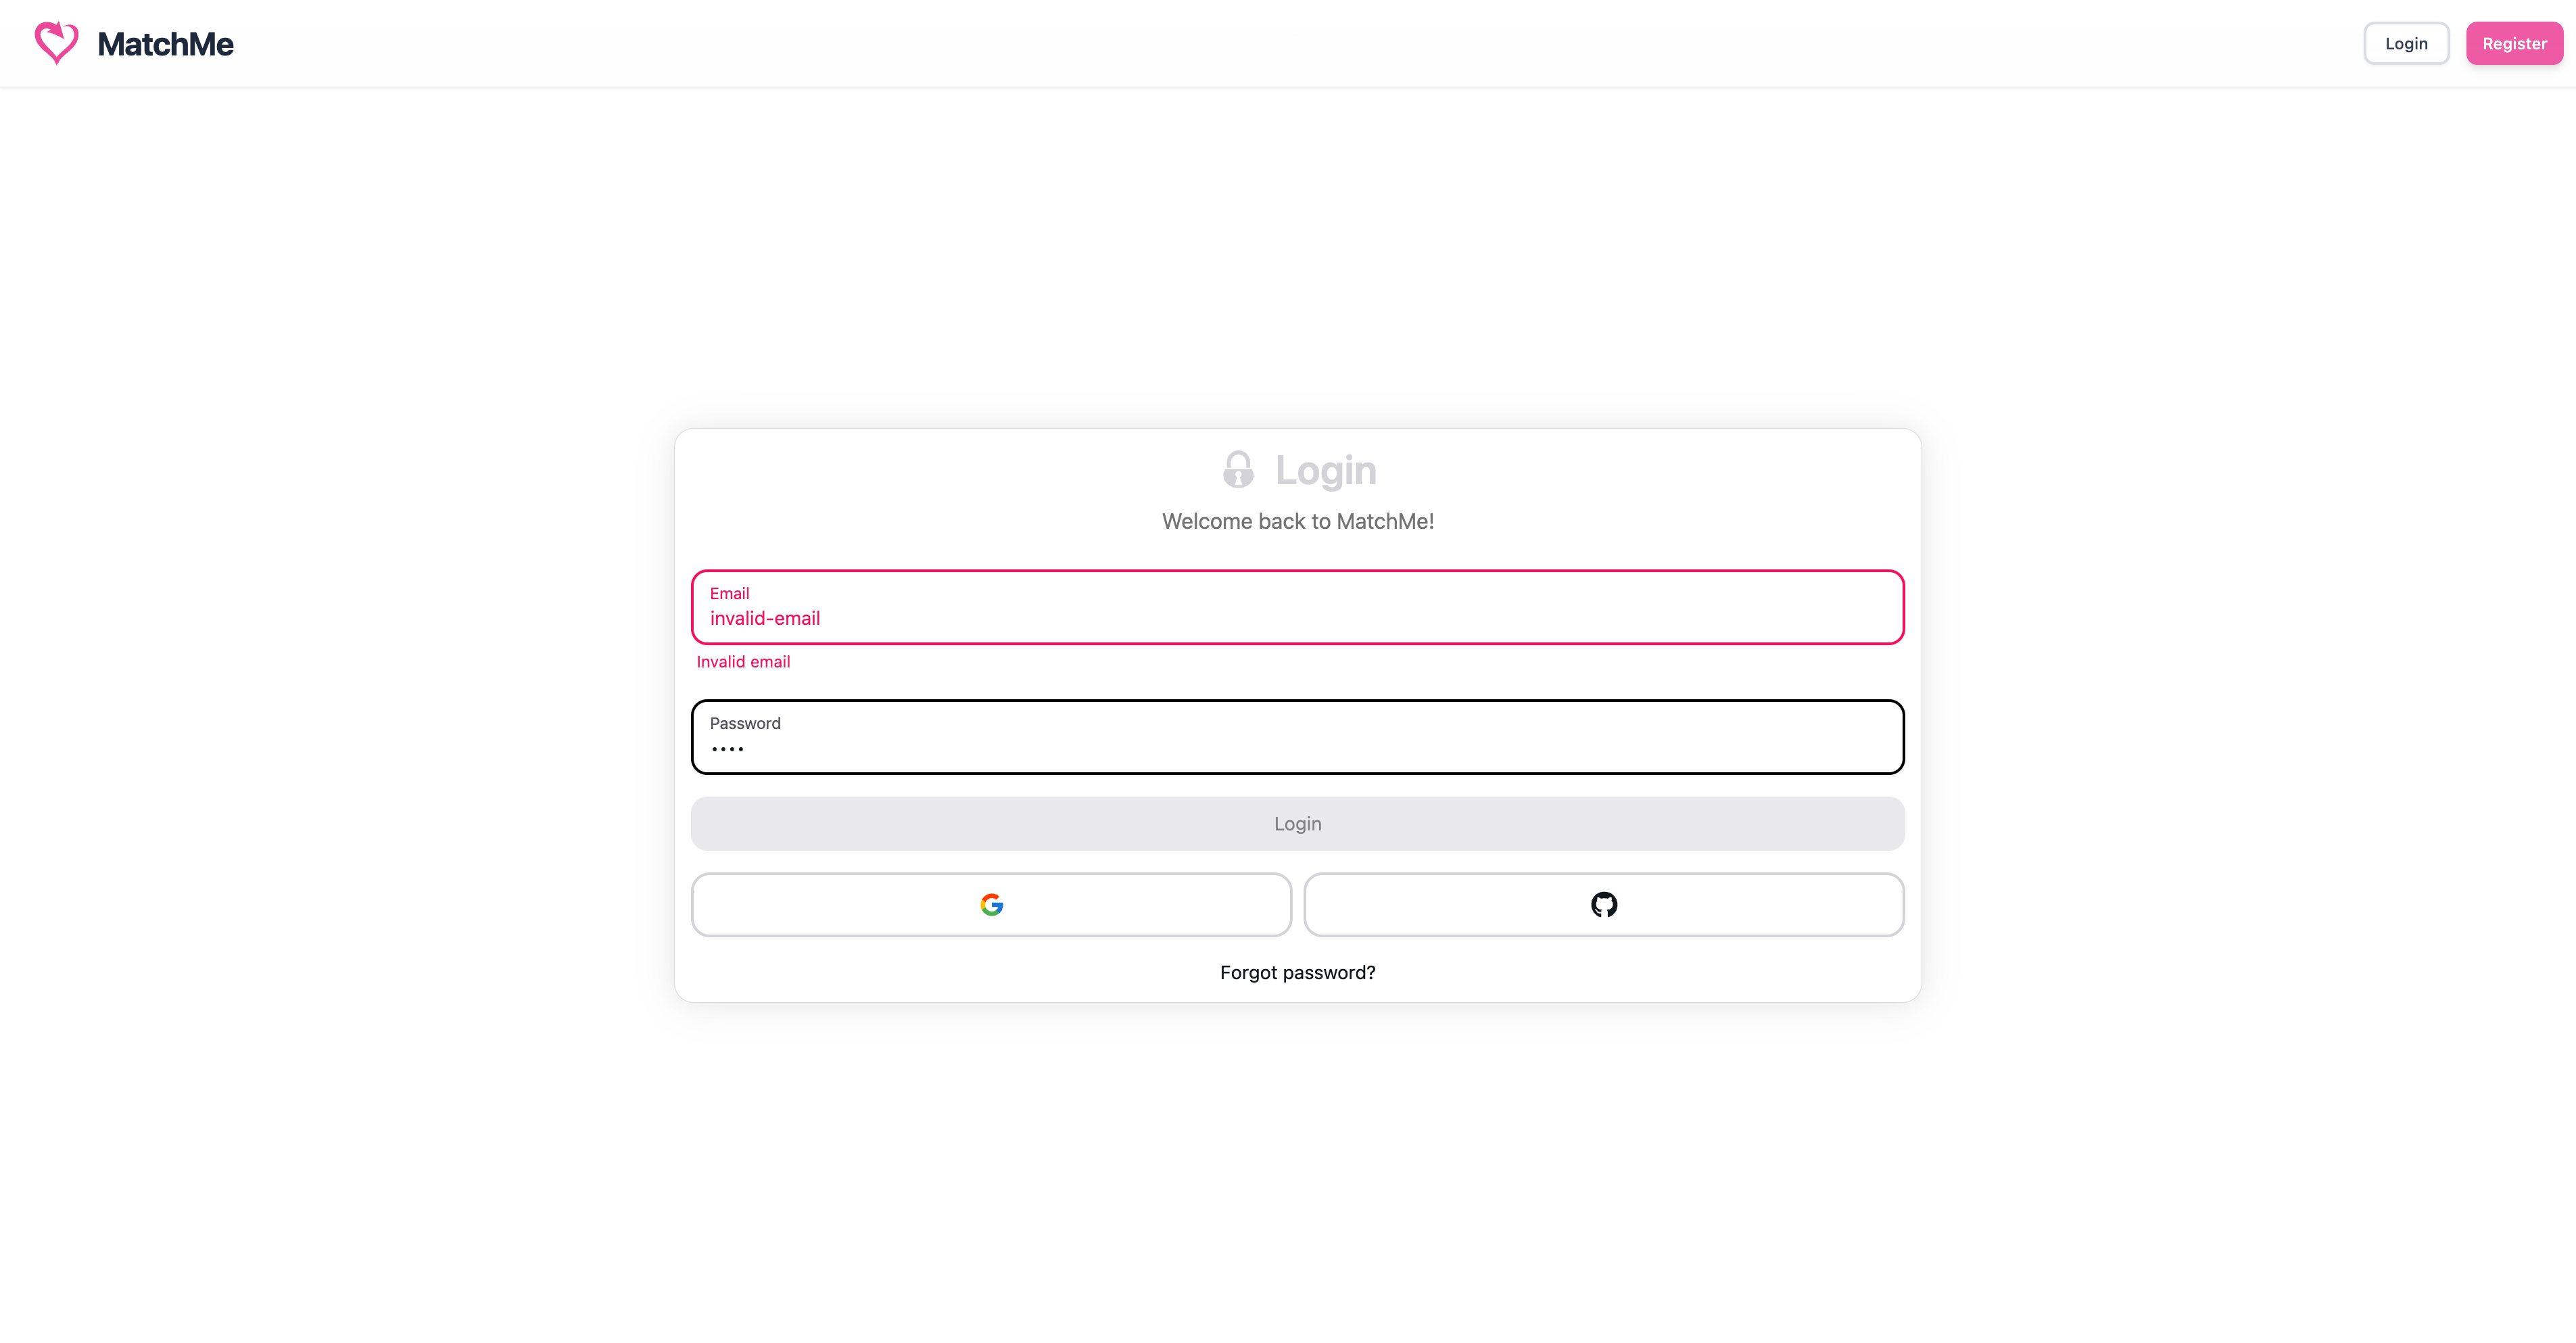 MatchMe
Login
Register
Login
Welcome back to MatchMe!
Email
invalid-email
Invalid email
Password
••••
Login
Forgot password?